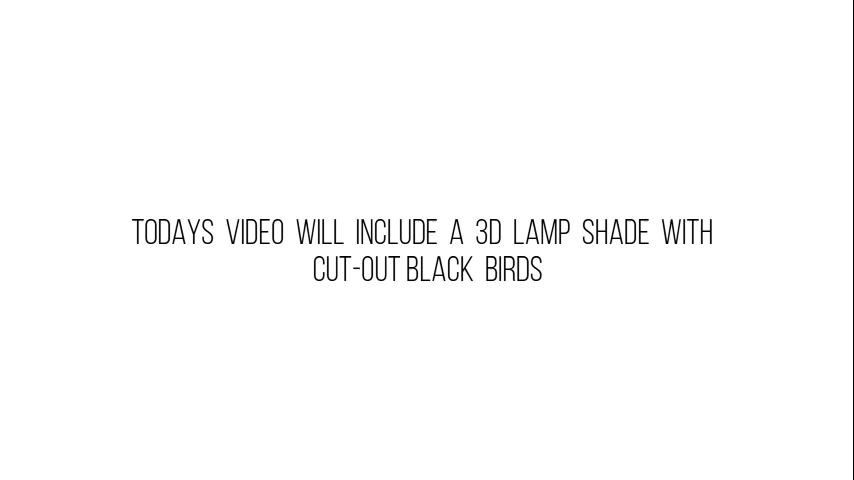 TODAYS VIDEO WILL INCLUDE A 3D LAMP SHADE WITH
CUT-OUT BLACK BIRDS